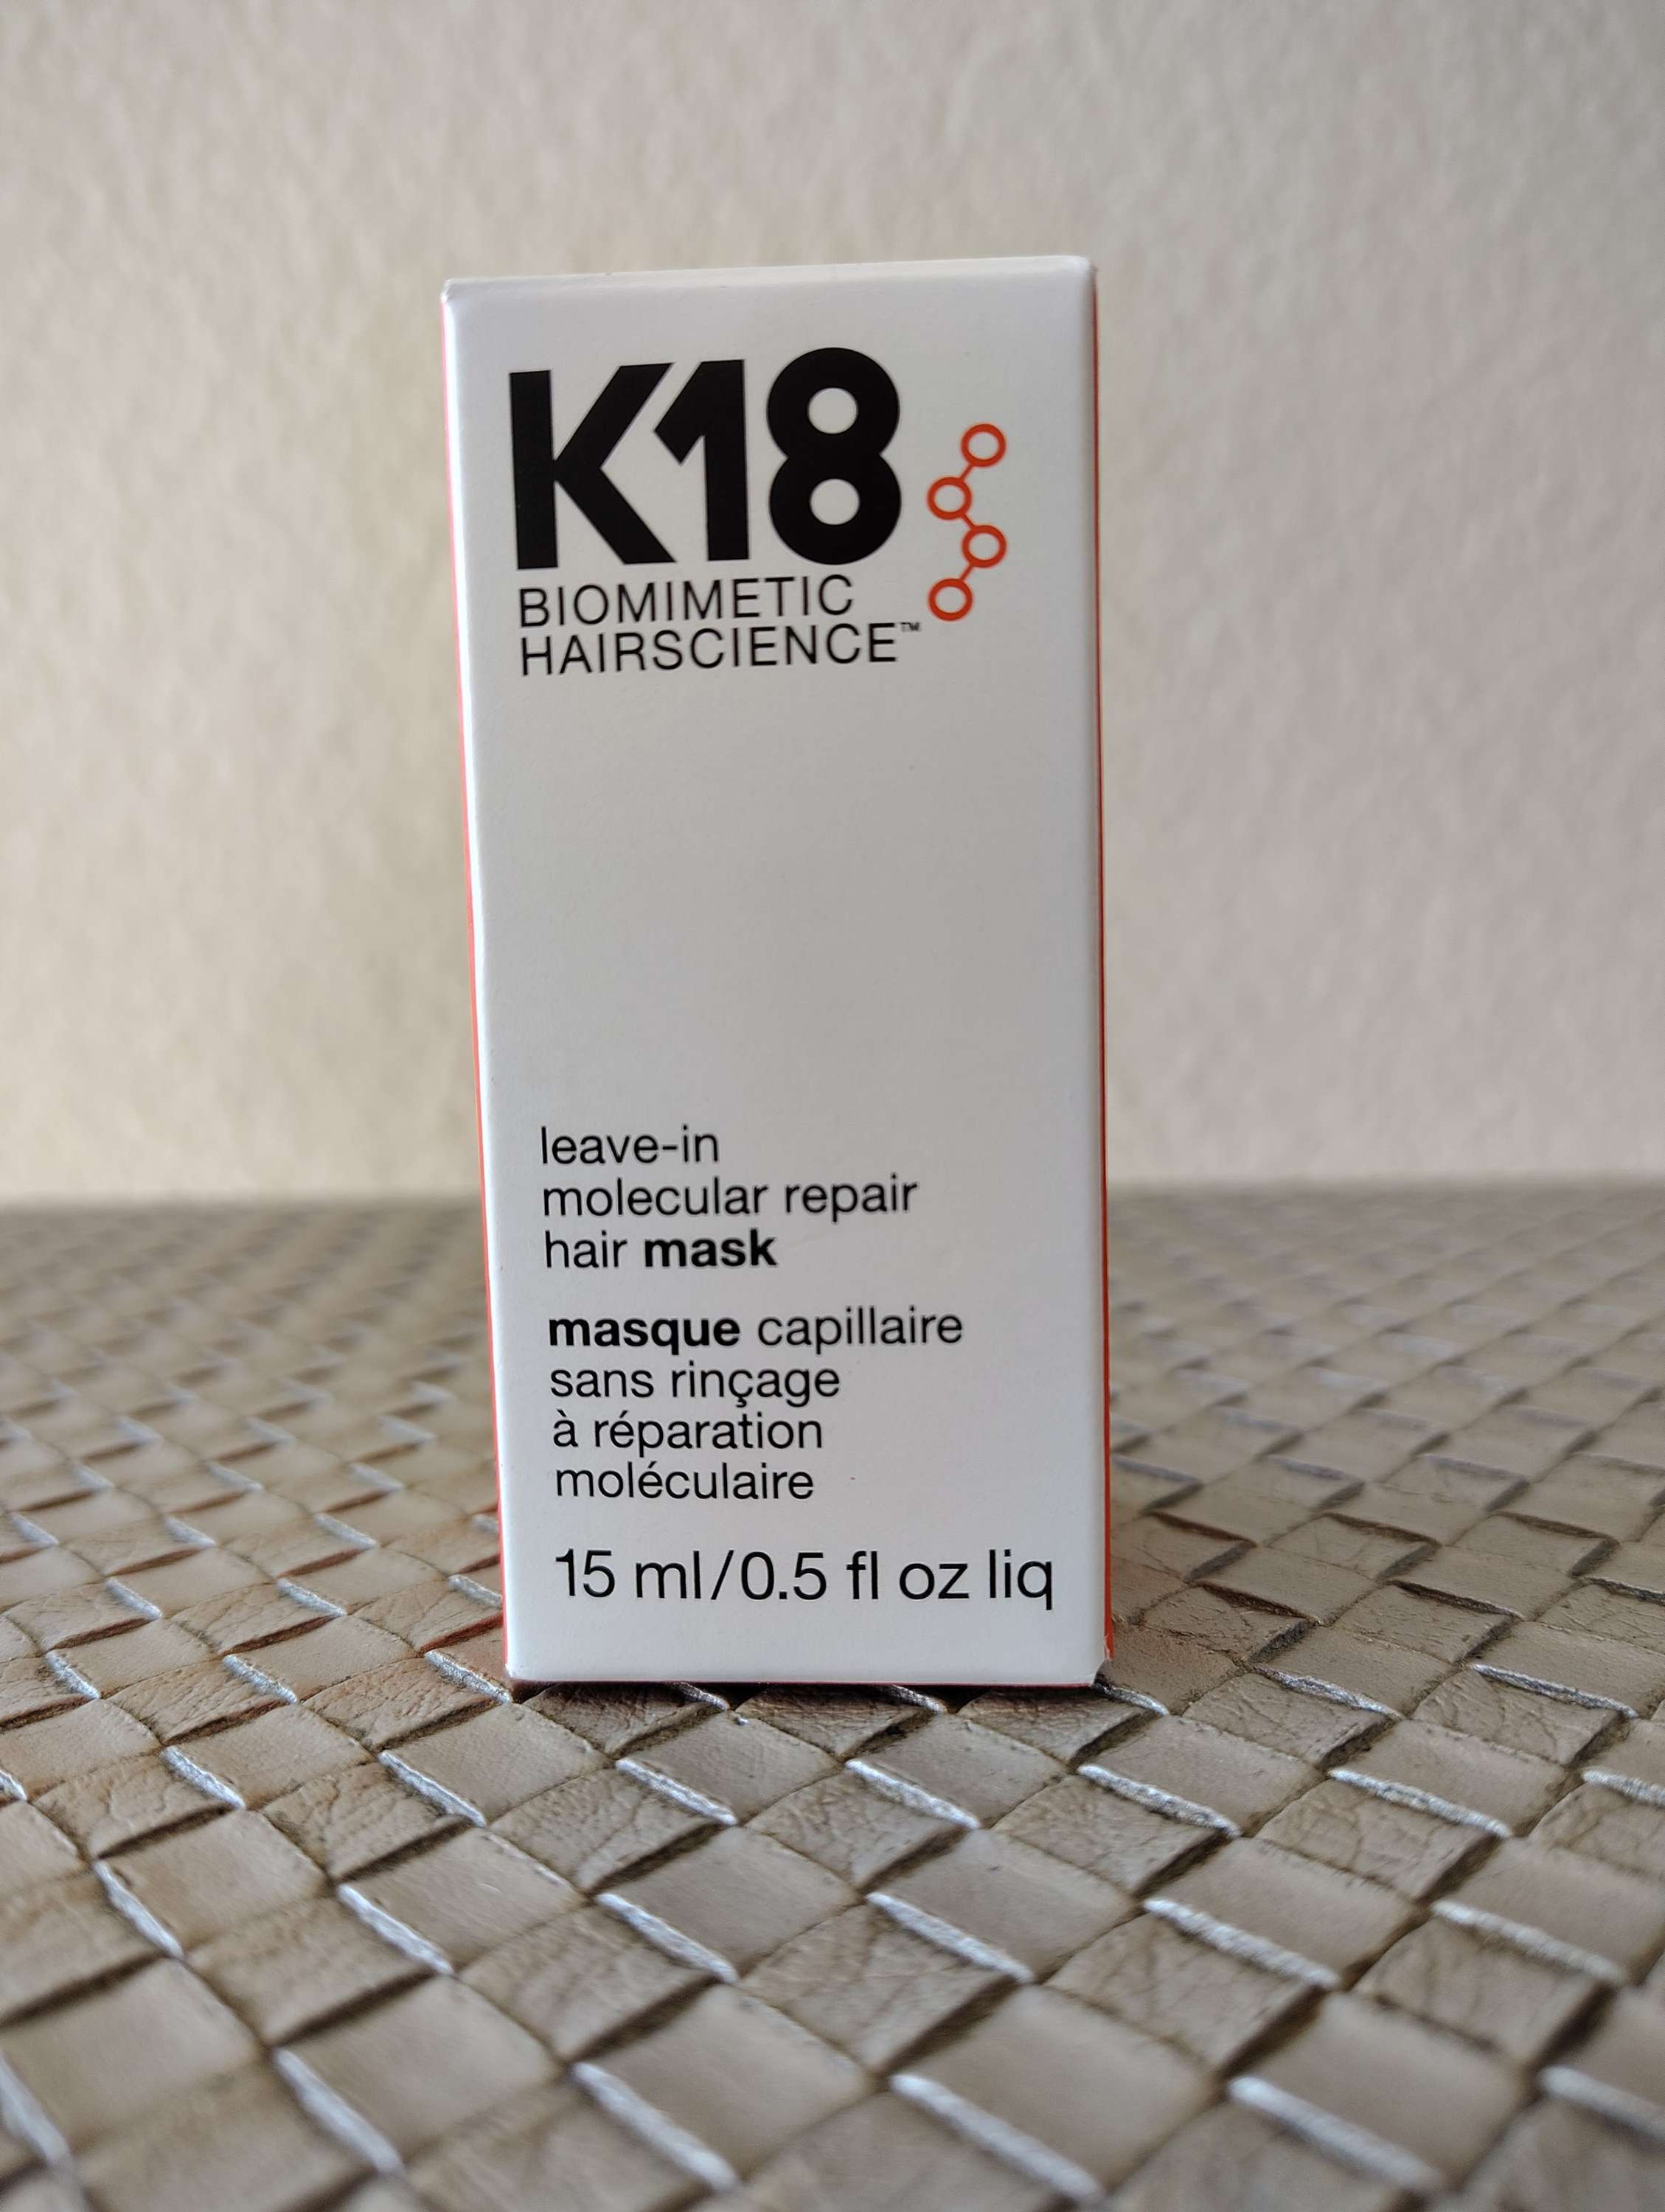 K18
BIOMIMETIC
HAIRSCIENCE™
leave-in
molecular repair
hair mask
masque capillaire
sans rinçage
à réparation
moléculaire
15 ml/0.5 fl oz liq